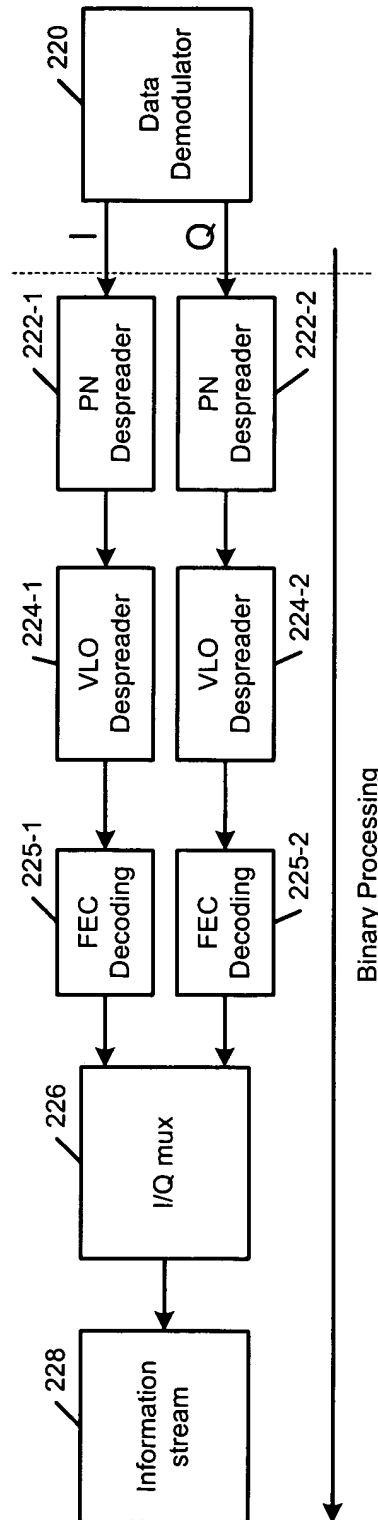 220
Data
Demodulator
I
Q
222-1
PN
Despreader
222-2
PN
Despreader
224-1
VLO
Despreader
224-2
VLO
Despreader
225-1
FEC
Decoding
225-2
FEC
Decoding
226
I/Q mux
228
Information
stream
Binary Processing